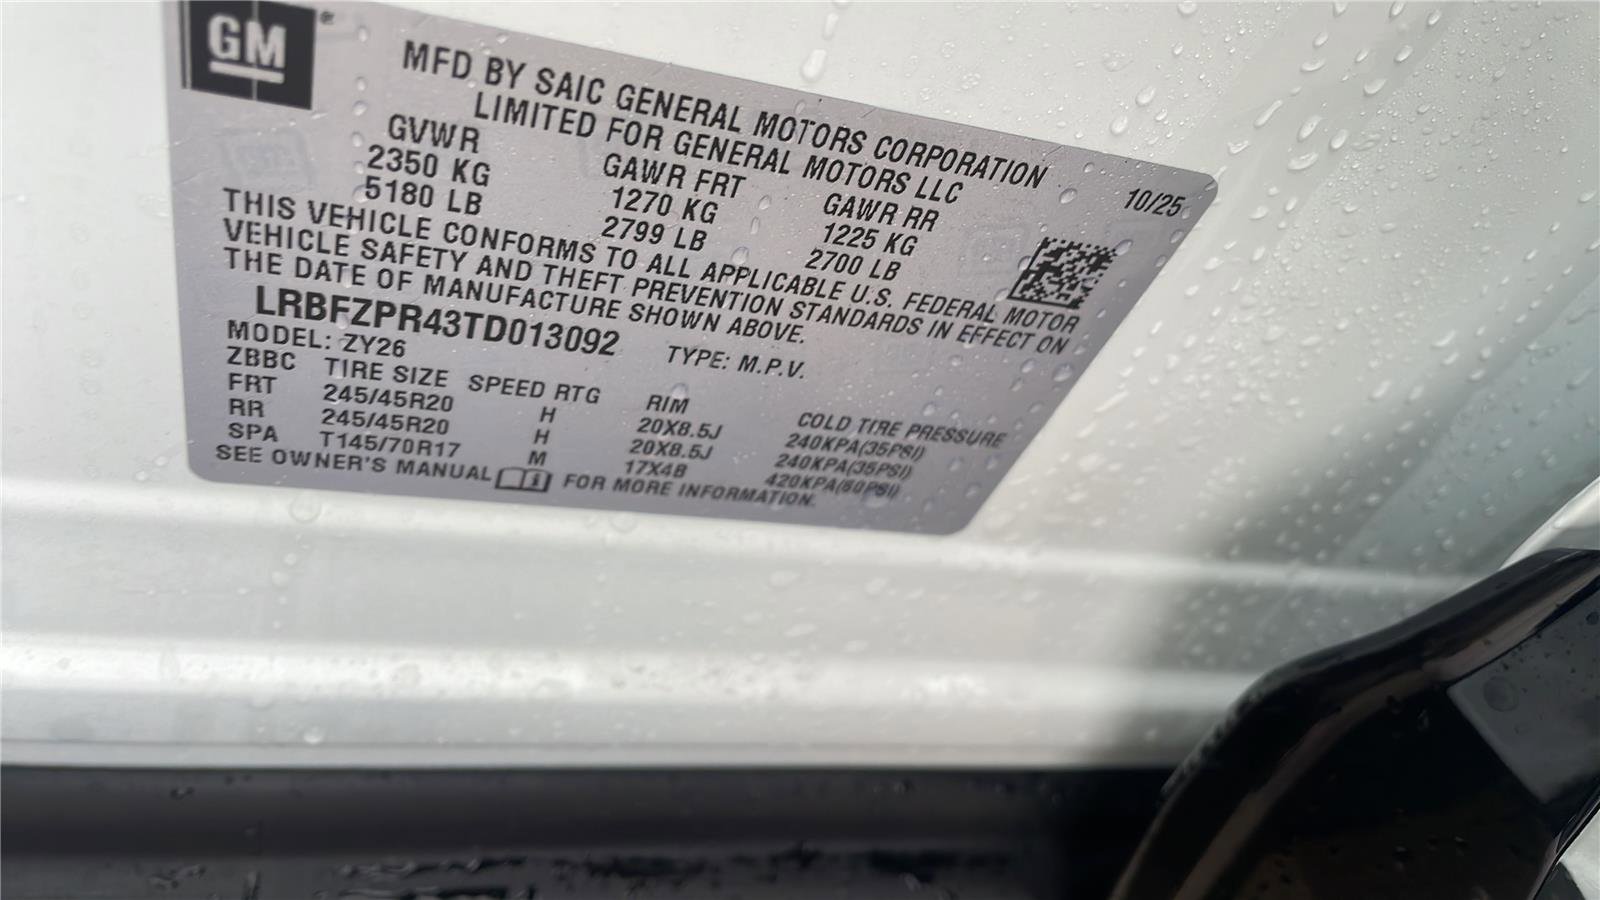 GM
MFD BY SAIC GENERAL MOTORS CORPORATION
LIMITED FOR GENERAL MOTORS LLC
10/25
GVWR GAWR FRT GAWR RR
2350 KG 1270 KG 1225 KG
5180 LB 2799 LB 2700 LB
THIS VEHICLE CONFORMS TO ALL APPLICABLE U.S. FEDERAL MOTOR
VEHICLE SAFETY AND THEFT PREVENTION STANDARDS IN EFFECT ON
THE DATE OF MANUFACTURE SHOWN ABOVE.
LRBFZPR43TD013092 TYPE: M.P.V.
MODEL: ZY26
ZBBC TIRE SIZE SPEED RTG RIM COLD TIRE PRESSURE
FRT 245/45R20 H 20X8.5J 240KPA(35PSI)
RR 245/45R20 H 20X8.5J 240KPA(35PSI)
SPA T145/70R17 M 17X4B 420KPA(60PSI)
SEE OWNER'S MANUAL FOR MORE INFORMATION.